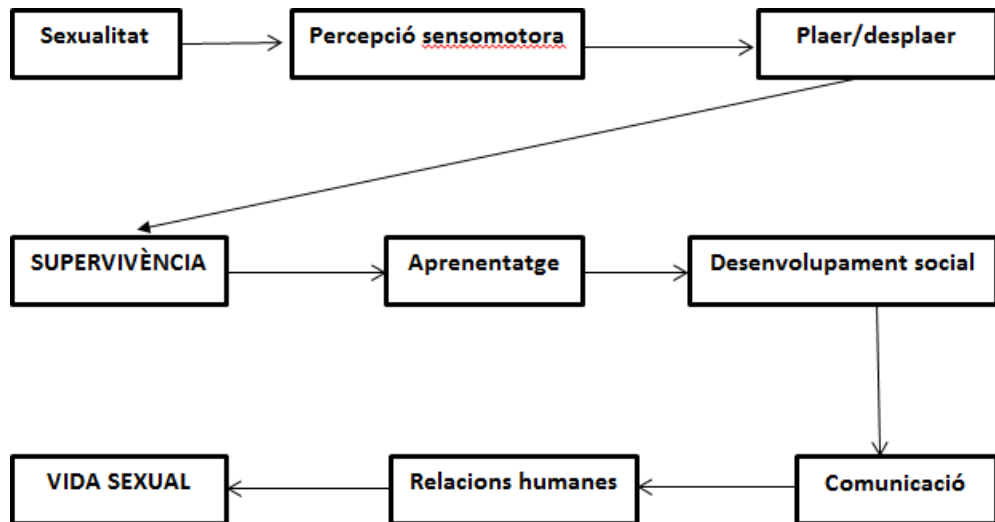 Sexualitat
Percepció sensomotora
Plaer/desplaer
SUPERVIVÈNCIA
Aprenentatge
Desenvolupament social
VIDA SEXUAL
Relacions humanes
Comunicació